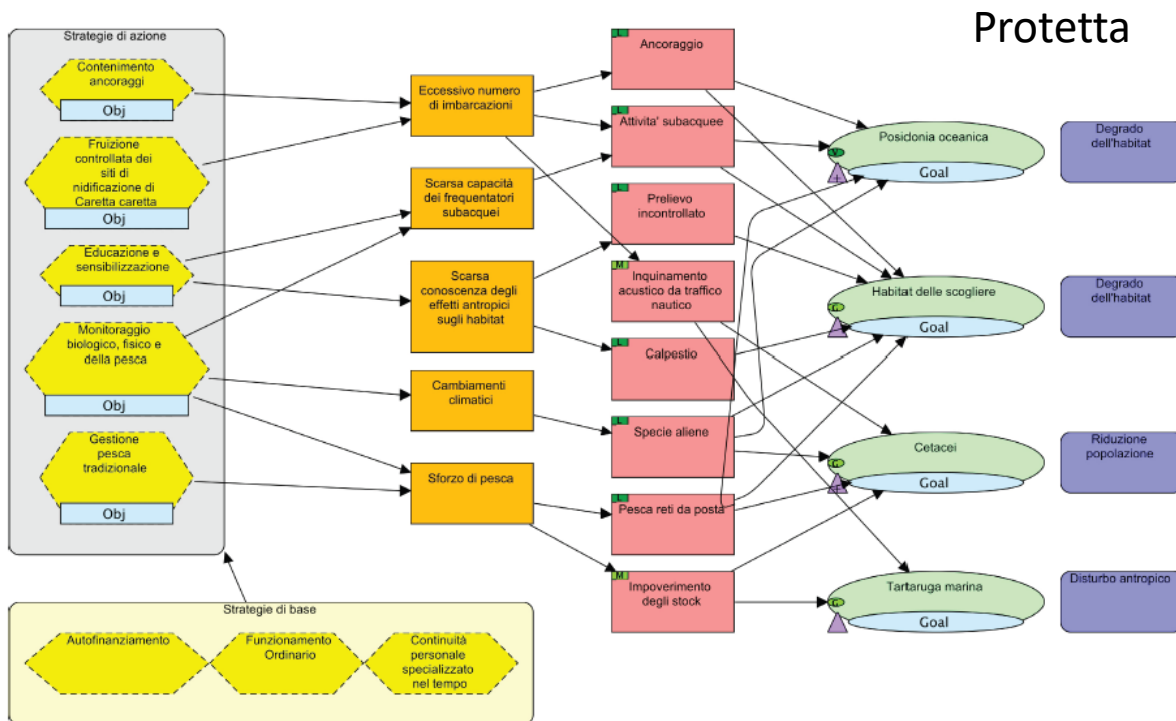 Protetta
Strategie di azione
Contenimento
ancoraggi
Obj
Fruizione
controllata dei
siti di
nidificazione di
Caretta caretta
Obj
Educazione e
sensibilizzazione
Obj
Monitoraggio
biologico, fisico e
della pesca
Obj
Gestione
pesca
tradizionale
Obj
Eccessivo numero
di imbarcazioni
Scarsa capacità
dei frequentatori
subacquei
Scarsa
conoscenza degli
effetti antropici
sugli habitat
Cambiamenti
climatici
Sforzo di pesca
L
Ancoraggio
L
Attivita' subacquee
L
Prelievo
incontrollato
M
Inquinamento
acustico da traffico
nautico
L
Calpestio
L
Specie aliene
L
Pesca reti da posta
M
Impoverimento
degli stock
Posidonia oceanica
V
Goal
Habitat delle scogliere
G
Goal
Cetacei
G
Goal
Tartaruga marina
G
Goal
Degrado
dell'habitat
Degrado
dell'habitat
Riduzione
popolazione
Disturbo antropico
Strategie di base
Autofinanziamento
Funzionamento
Ordinario
Continuità
personale
specializzato
nel tempo